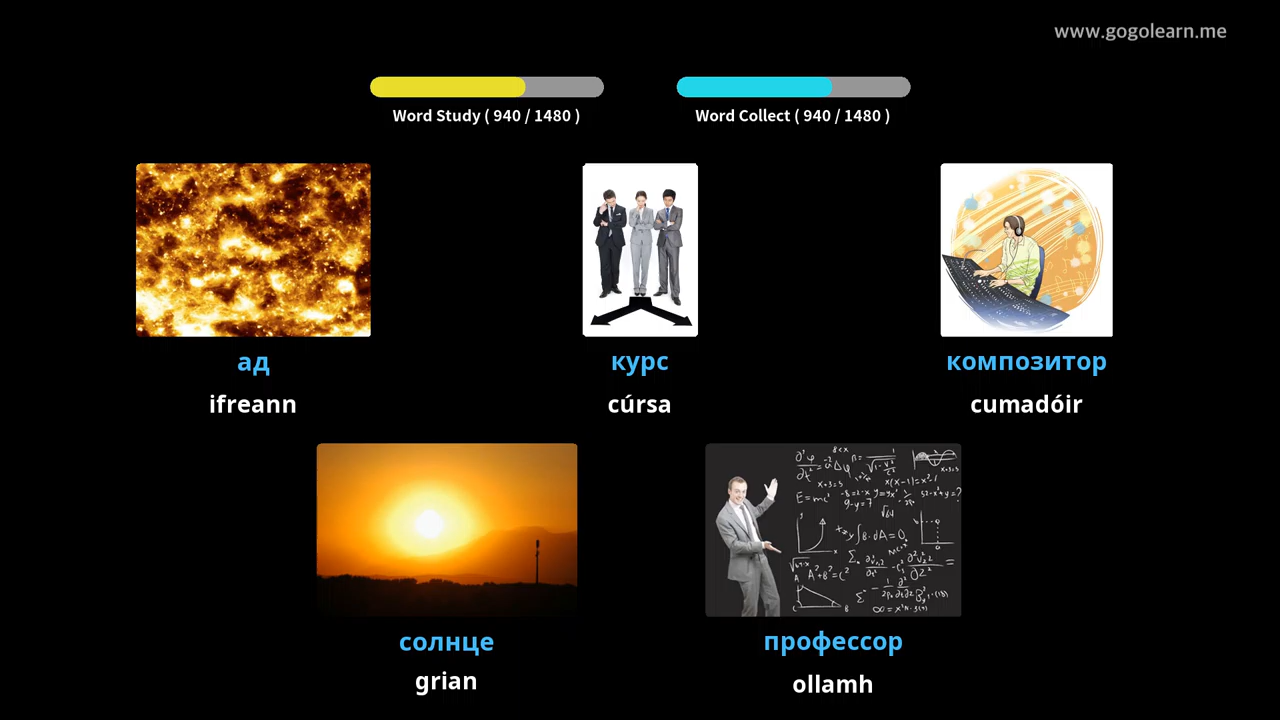 www.gogolearn.me
Word Study ( 940 / 1480 )
Word Collect ( 940 / 1480 )
ад
курс
композитор
ifreann
cúrsa
cumadóir
солнце
профессор
grian
ollamh